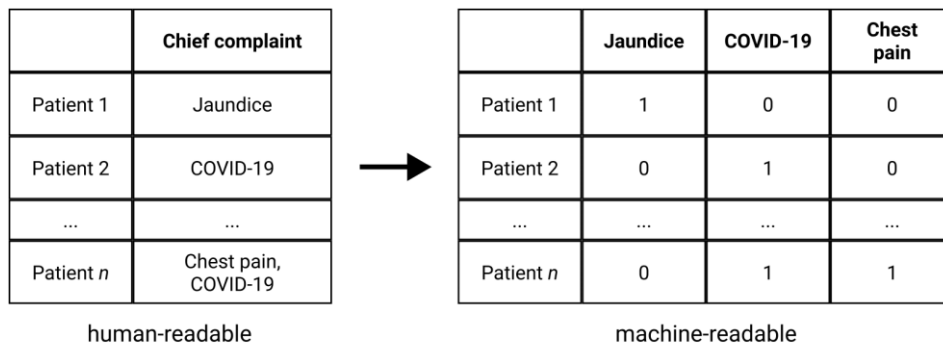 Chief complaint
Patient 1 Jaundice
Patient 2 COVID-19
... ...
Patient n Chest pain,
COVID-19
human-readable
Jaundice COVID-19 Chest
pain
Patient 1 1 0 0
Patient 2 0 1 0
... ... ... ...
Patient n 0 1 1
machine-readable